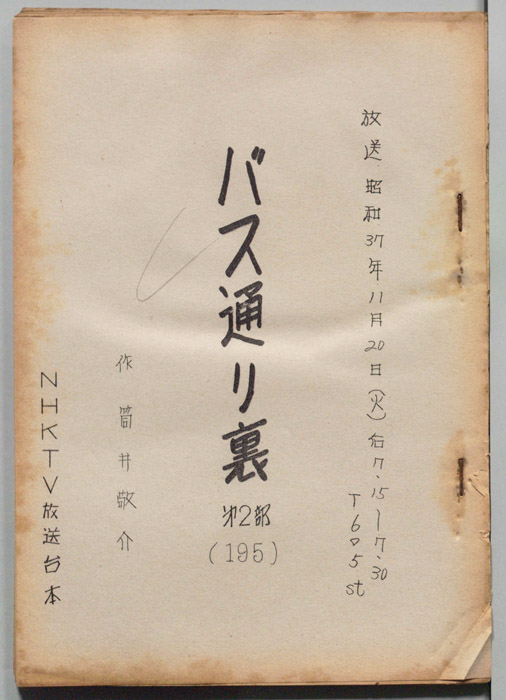 放送 昭和37年11月20日(火)后7.15〜7.30
T605st
バス通り裏
第2部
(195)
作 筒井敬介
NHKTV放送台本